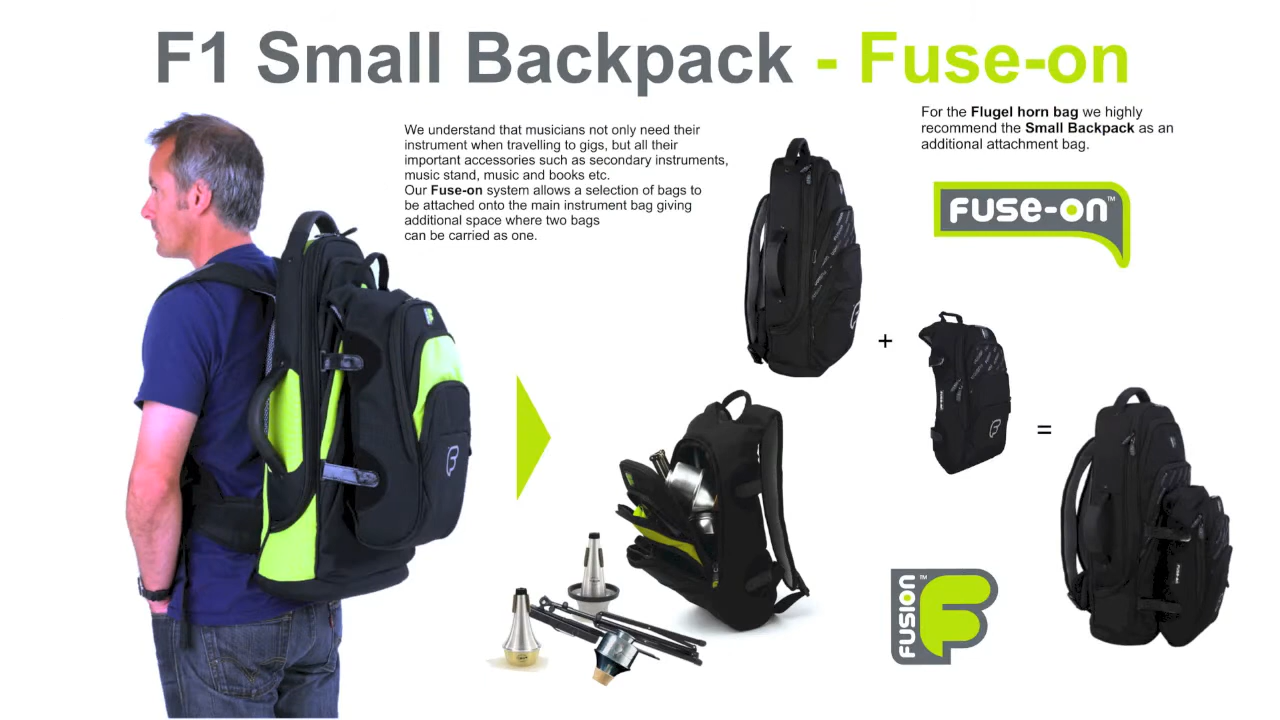 F1 Small Backpack - Fuse-on
We understand that musicians not only need their
instrument when travelling to gigs, but all their
important accessories such as secondary instruments,
music stand, music and books etc.
Our Fuse-on system allows a selection of bags to
be attached onto the main instrument bag giving
additional space where two bags
can be carried as one.
For the Flugel horn bag we highly
recommend the Small Backpack as an
additional attachment bag.
FUSE-ON™
+
=
FUSION™
F